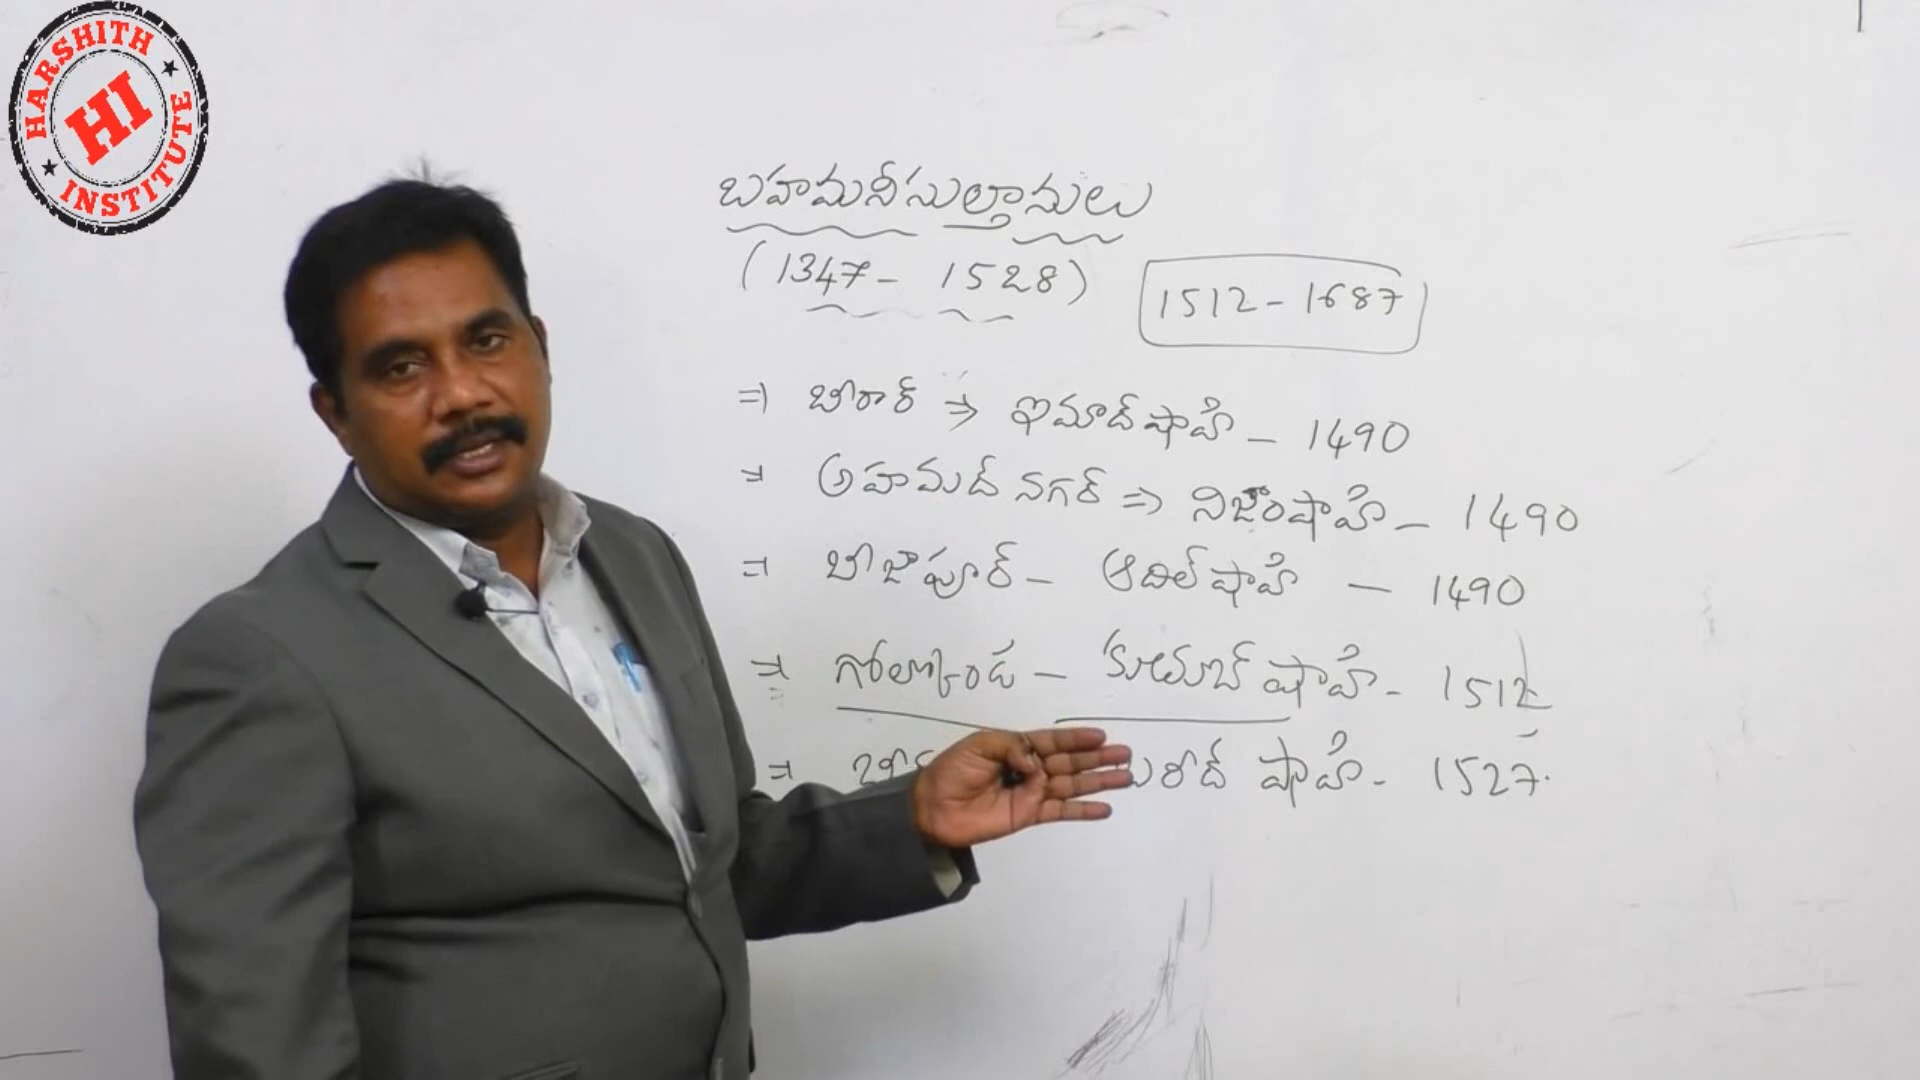 HARSHITH
HI
INSTITUTE
బహమనీసుల్తానులు
(1347 - 1528)
1512 - 1687
⇒ బీరార్ ⇒ ఇమాద్‌షాహి - 1490
⇒ అహమద్ నగర్ ⇒ నిజాంషాహి - 1490
⇒ బీజాపూర్ - ఆదిల్‌షాహి - 1490
⇒ గోల్కొండ - కుతుబ్ షాహి - 1512
⇒ షాహి - 1527